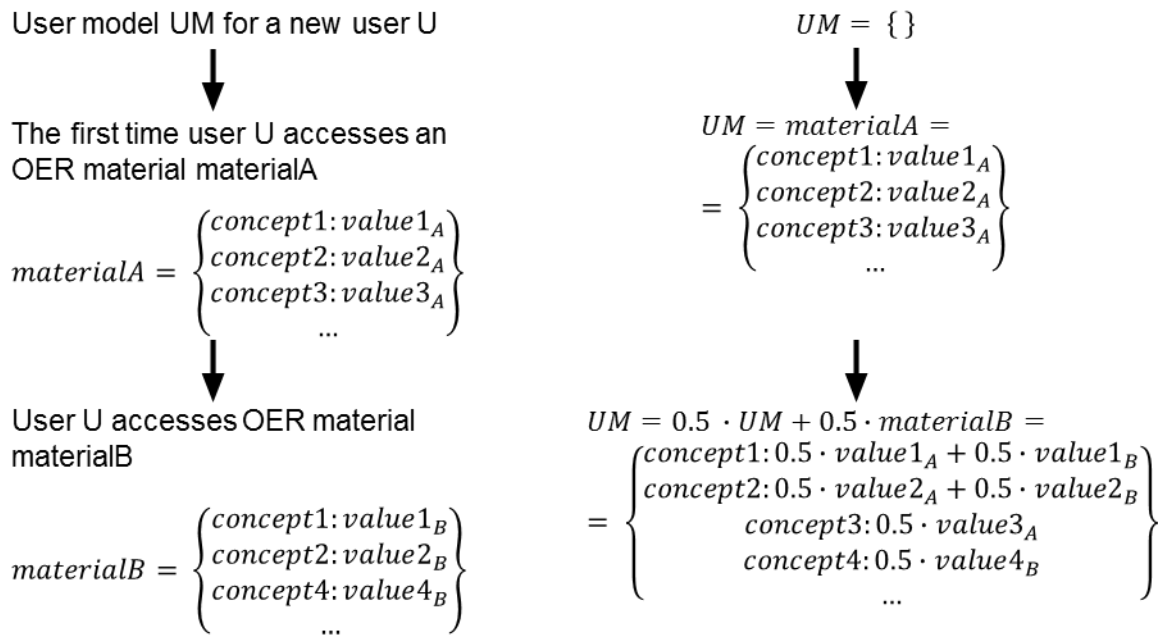 User model UM for a new user U
UM = { }
The first time user U accesses an
OER material materialA
materialA =
concept1: value1_A
concept2: value2_A
concept3: value3_A
...
UM = materialA =
=
concept1: value1_A
concept2: value2_A
concept3: value3_A
...
User U accesses OER material
materialB
materialB =
concept1: value1_B
concept2: value2_B
concept4: value4_B
...
UM = 0.5 · UM + 0.5 · materialB =
=
concept1: 0.5 · value1_A + 0.5 · value1_B
concept2: 0.5 · value2_A + 0.5 · value2_B
concept3: 0.5 · value3_A
concept4: 0.5 · value4_B
...